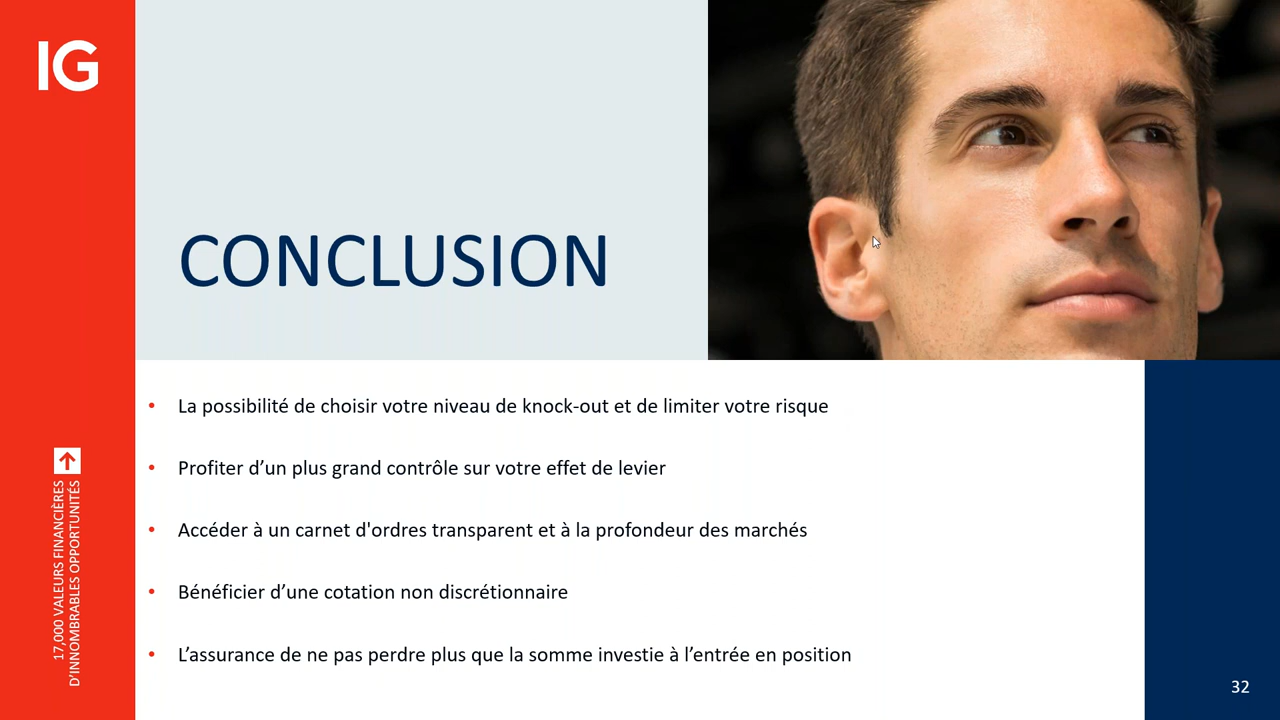 IG
CONCLUSION
• La possibilité de choisir votre niveau de knock-out et de limiter votre risque
• Profiter d’un plus grand contrôle sur votre effet de levier
• Accéder à un carnet d'ordres transparent et à la profondeur des marchés
• Bénéficier d’une cotation non discrétionnaire
• L’assurance de ne pas perdre plus que la somme investie à l’entrée en position
17,000 VALEURS FINANCIÈRES
D’INNOMBRABLES OPPORTUNITÉS
32